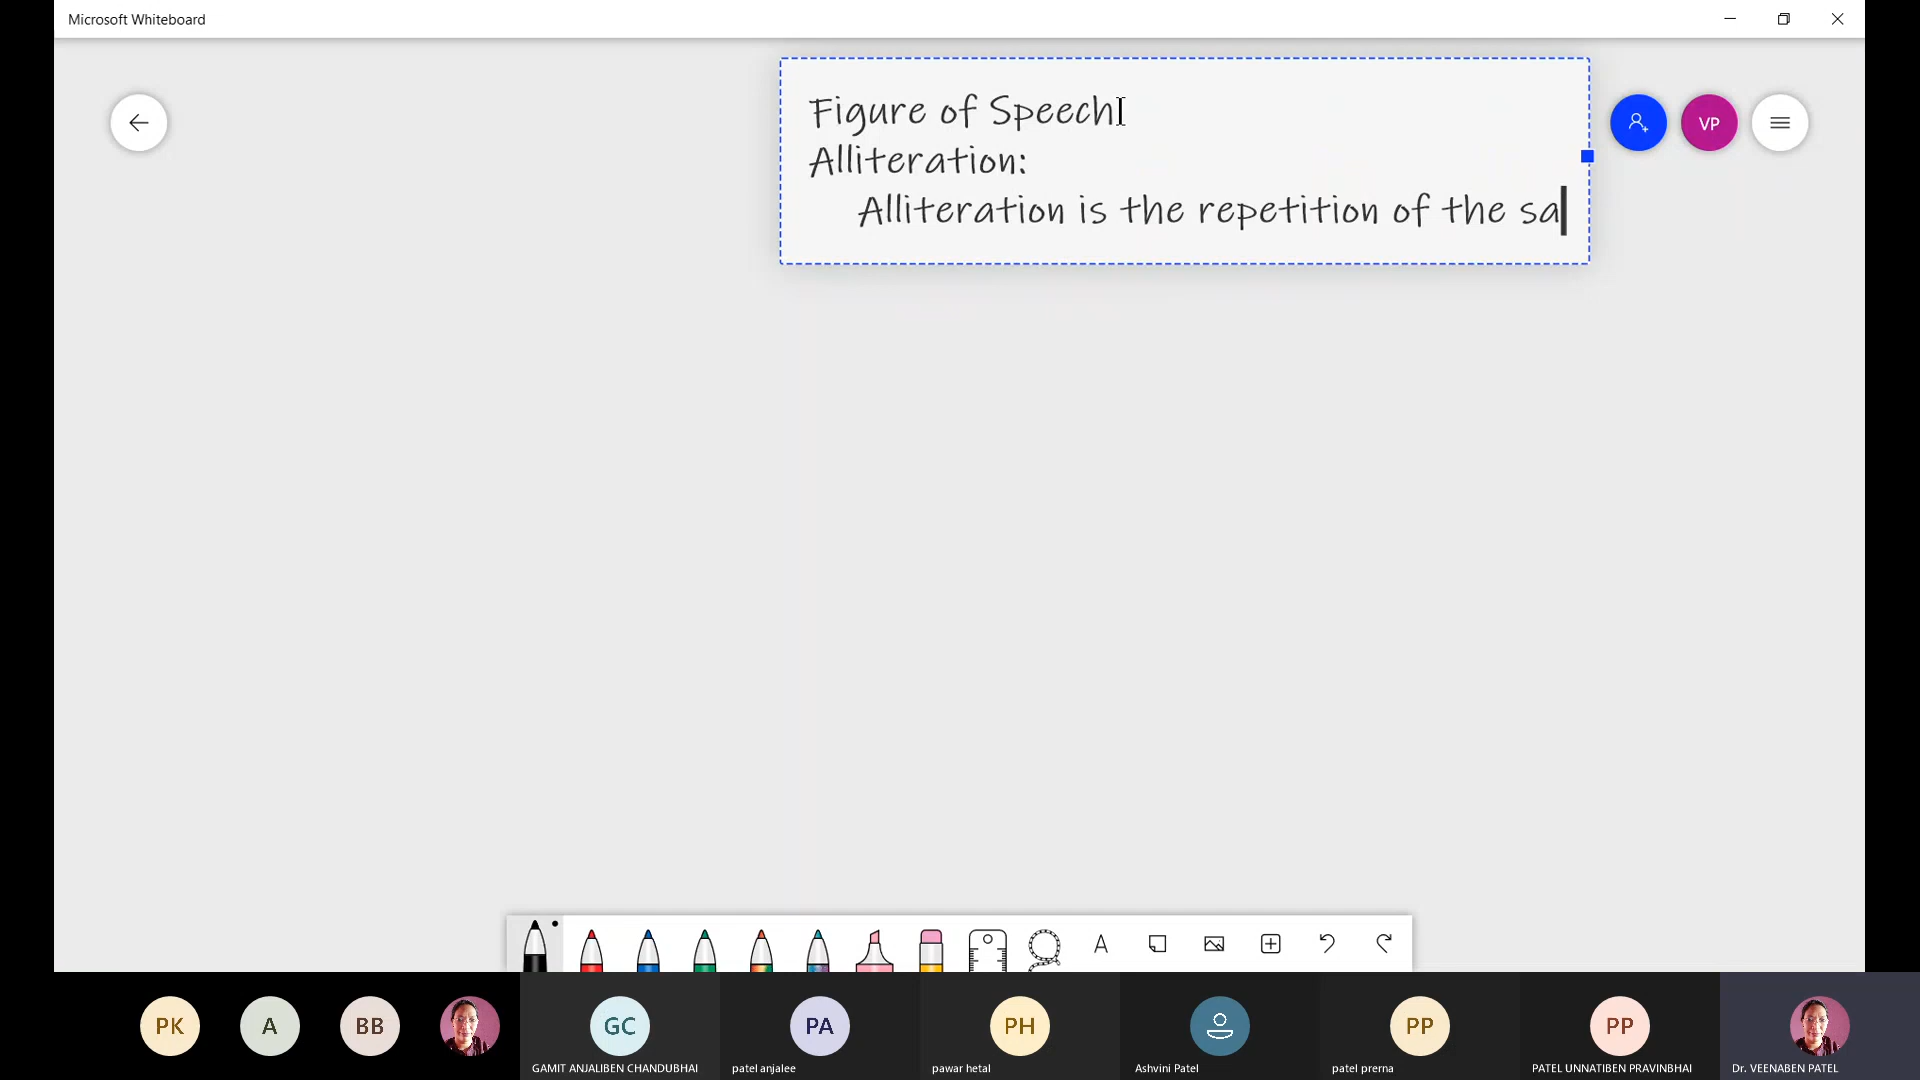 Microsoft Whiteboard
Figure of Speech
Alliteration:
Alliteration is the repetition of the sa
VP
PK
A
BB
GC
PA
PH
PP
PP
GAMIT ANJALIBEN CHANDUBHAI
patel anjalee
pawar hetal
Ashvini Patel
patel prerna
PATEL UNNATIBEN PRAVINBHAI
Dr. VEENABEN PATEL